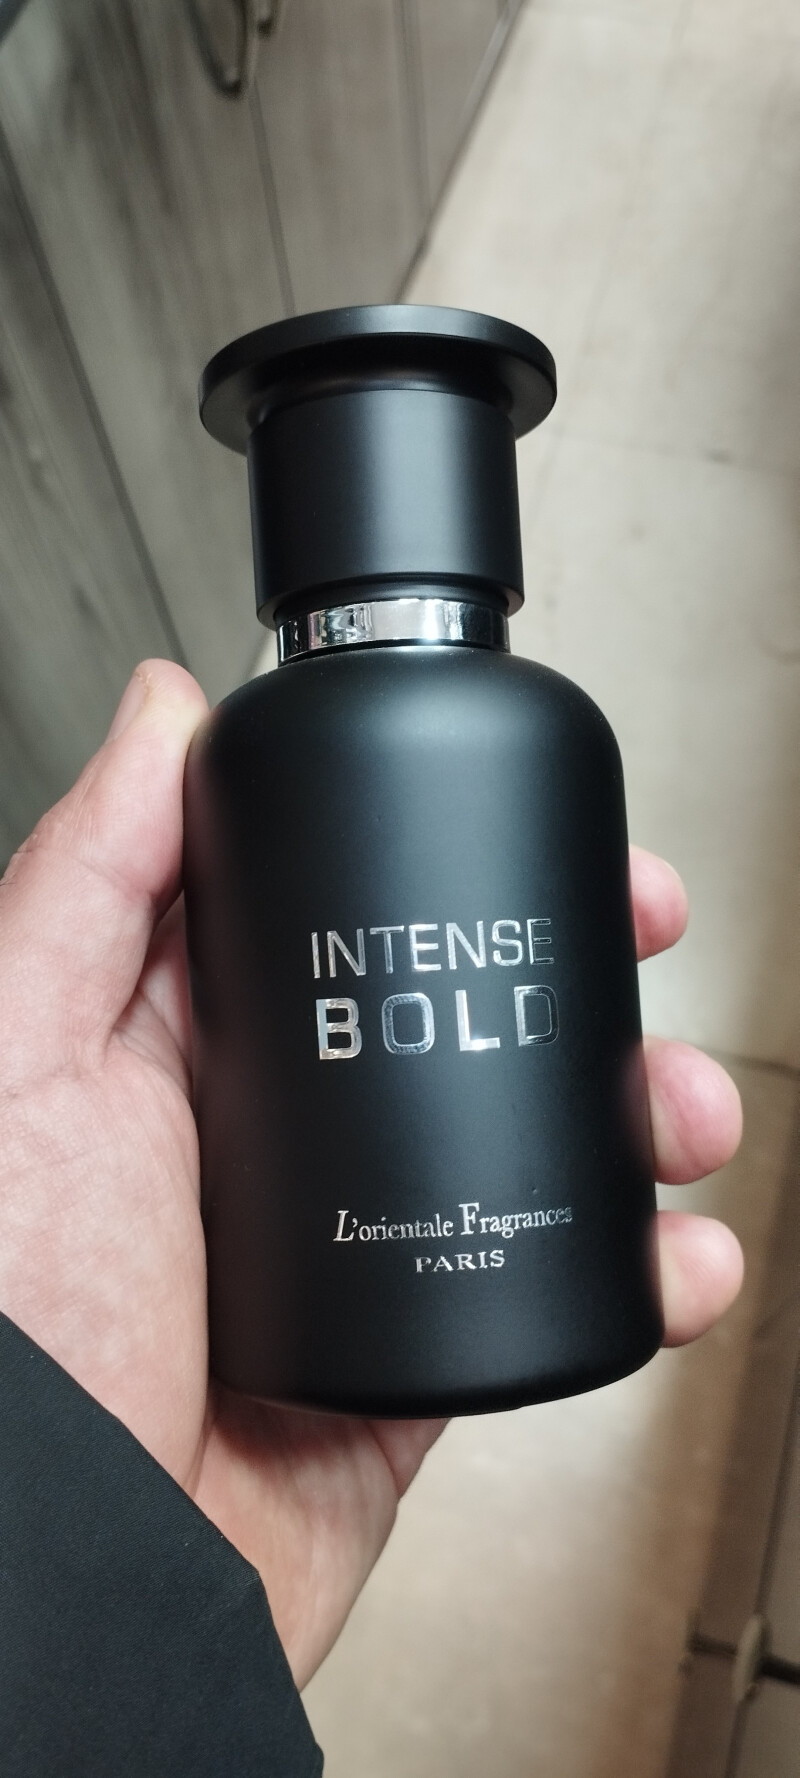 INTENSE
BOLD
L'orientale Fragrances
PARIS